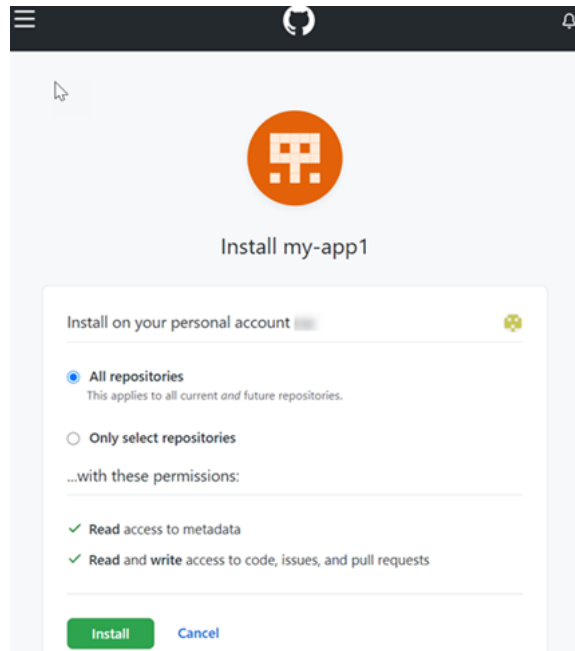 Install my-app1
Install on your personal account
All repositories
This applies to all current and future repositories.
Only select repositories
...with these permissions:
Read access to metadata
Read and write access to code, issues, and pull requests
Install Cancel